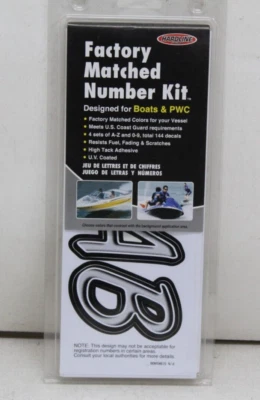 HARDLINE
Factory
Matched
Number Kit
Designed for Boats & PWC
• Factory Matched Colors for your Vessel
• Meets U.S. Coast Guard requirements
• 4 sets of A-Z and 0-9, total 144 decals
• Resists Fuel, Fading & Scratches
• High Tack Adhesive
• U.V. Coated
JEU DE LETTRES ET DE CHIFFRES
JUEGO DE LETRAS Y NÚMEROS
1B
NOTE: This design may not be acceptable for
registration numbers in certain areas.
Consult your local authorities for more details.